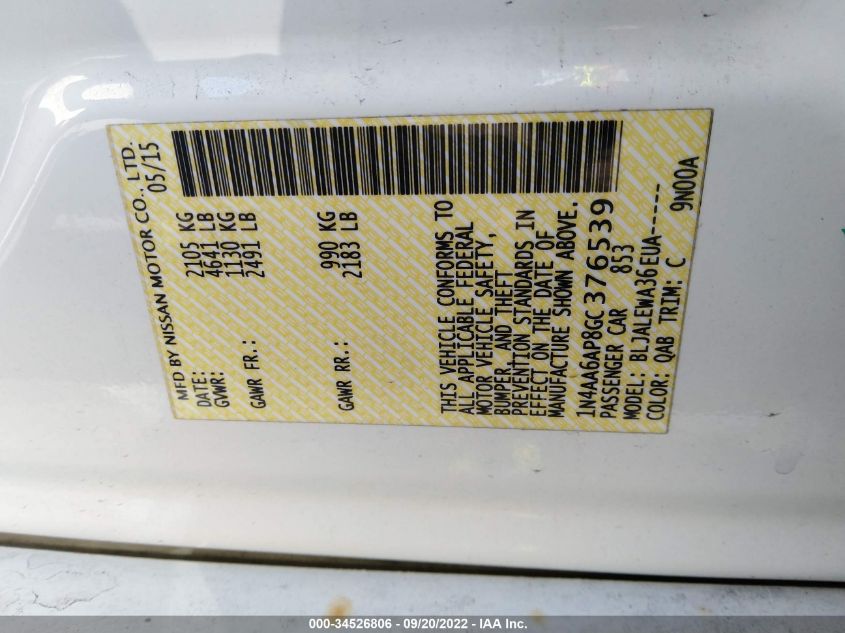 MFD BY NISSAN MOTOR CO., LTD.
DATE: 05/15
GVWR: 2105 KG
4641 LB
GAWR FR.: 1130 KG
2491 LB
GAWR RR.: 990 KG
2183 LB
THIS VEHICLE CONFORMS TO
ALL APPLICABLE FEDERAL
MOTOR VEHICLE SAFETY,
BUMPER, AND THEFT
PREVENTION STANDARDS IN
EFFECT ON THE DATE OF
MANUFACTURE SHOWN ABOVE.
1N4AA6AP8GC376539
PASSENGER CAR 853
MODEL: BLJALEWA36EUA-----
COLOR: QAB TRIM: C 9N00A
000-34526806 - 09/20/2022 - IAA Inc.